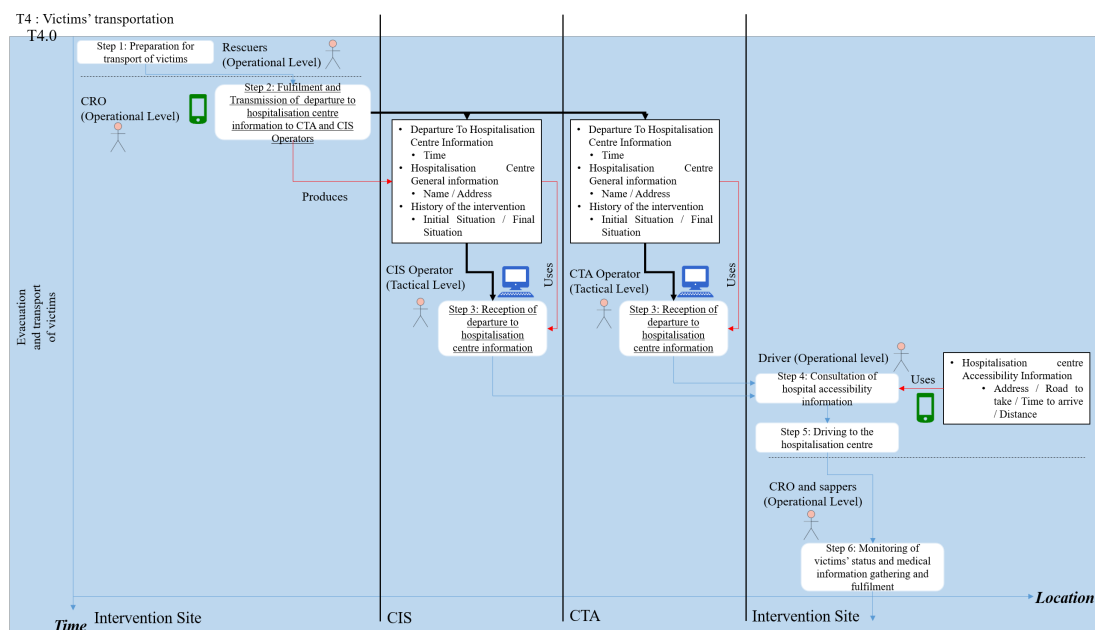 T4 : Victims' transportation
T4.0
Step 1: Preparation for
transport of victims
Rescuers
(Operational Level)
CRO
(Operational Level)
Step 2: Fulfilment and
Transmission of departure to
hospitalisation centre
information to CTA and CIS
Operators
Produces
• Departure To Hospitalisation
Centre Information
• Time
• Hospitalisation Centre
General information
• Name / Address
• History of the intervention
• Initial Situation / Final
Situation
Uses
CIS Operator
(Tactical Level)
Step 3: Reception of
departure to
hospitalisation
centre information
• Departure To Hospitalisation
Centre Information
• Time
• Hospitalisation Centre
General information
• Name / Address
• History of the intervention
• Initial Situation / Final
Situation
Uses
CTA Operator
(Tactical Level)
Step 3: Reception of
departure to
hospitalisation
centre information
Evacuation
and transport
of victims
Driver (Operational level)
Step 4: Consultation of
hospital accessibility
information
Uses
• Hospitalisation centre
Accessibility Information
• Address / Road to
take / Time to arrive
/ Distance
Step 5: Driving to the
hospitalisation centre
CRO and sappers
(Operational Level)
Step 6: Monitoring of
victims' status and medical
information gathering and
fulfilment
Location
Time
Intervention Site
CIS
CTA
Intervention Site